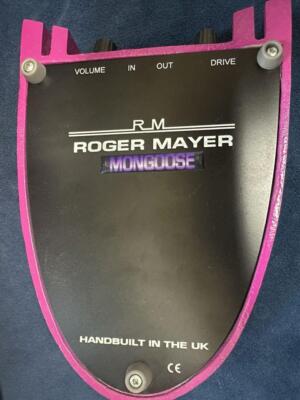 VOLUME IN OUT DRIVE
RM
ROGER MAYER
MONGOOSE
HANDBUILT IN THE UK
CE